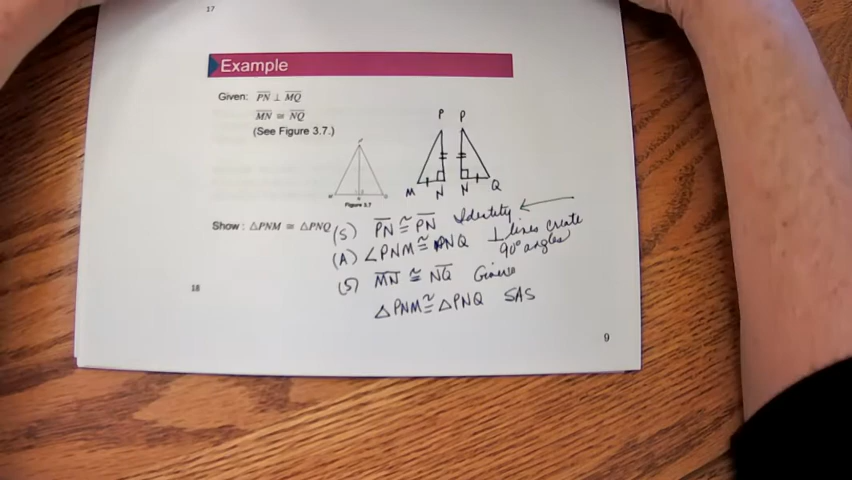 17
Example
Given: PN ⊥ MQ
MN ≅ NQ
(See Figure 3.7.)
P P
M N N Q
Figure 3.7
Show: △PNM ≅ △PNQ
(S) PN ≅ PN Identity
(A) ∠PNM ≅ PNQ ⊥ lines create
90° angles
(S) MN ≅ NQ Given
△PNM ≅ △PNQ SAS
18
9